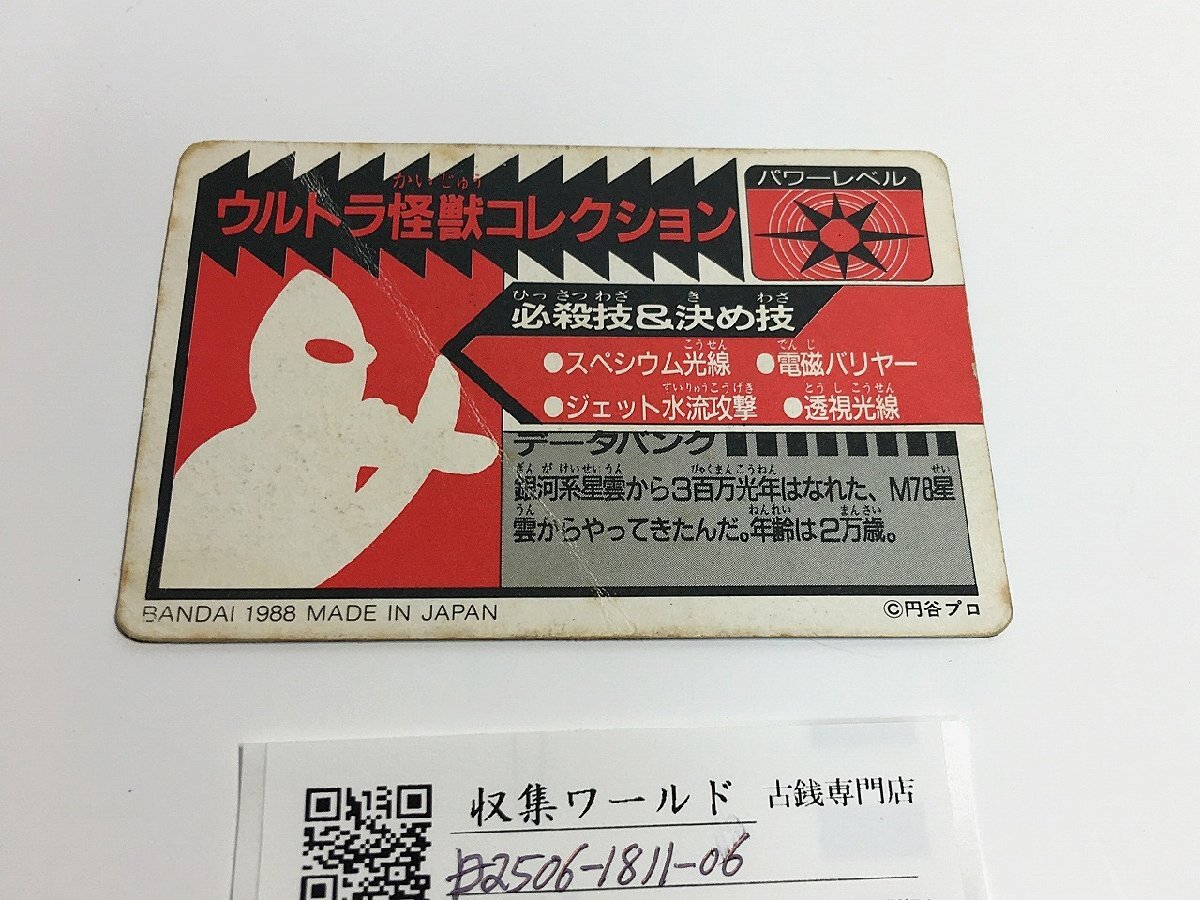 かいじゅう
ウルトラ怪獣コレクション
パワーレベル
ひっ さつ わざ き わざ
必殺技&決め技
こうせん でん じ
●スペシウム光線 ●電磁バリヤー
すいりゅうこうげき とう し こうせん
●ジェット水流攻撃 ●透視光線
データバンク
ぎん が けいせいうん びゃくまんこうねん せい
銀河系星雲から3百万光年はなれた、M78星
うん ねんれい まんさい
雲からやってきたんだ。年齢は2万歳。
BANDAI 1988 MADE IN JAPAN
©円谷プロ
収集ワールド 古銭専門店
2506-1811-06